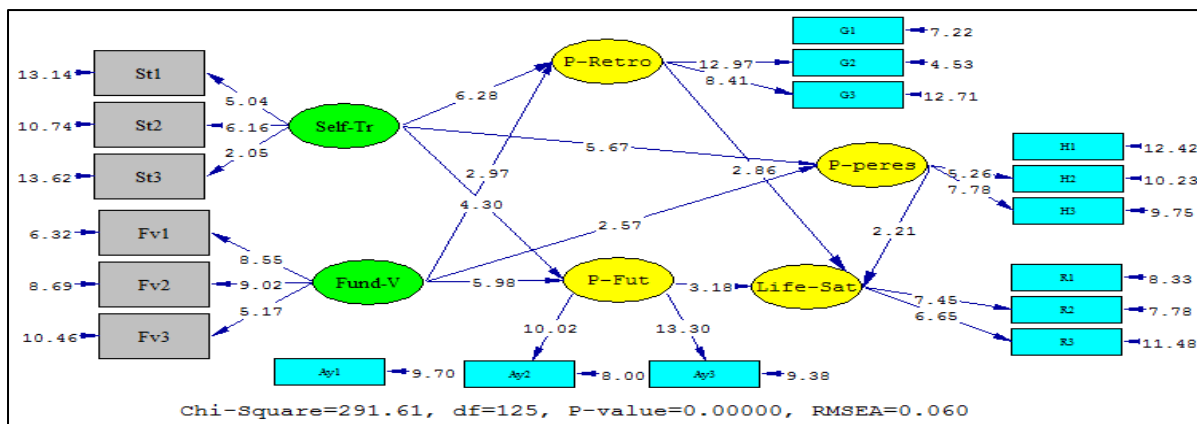 G1
7.22
13.14
St1
P-Retro
12.97
G2
4.53
5.04
8.41
G3
12.71
6.28
10.74
St2
6.16
Self-Tr
5.67
H1
12.42
13.62
St3
2.05
P-peres
5.26
H2
10.23
2.97
2.86
7.78
H3
9.75
4.30
6.32
Fv1
2.57
2.21
8.55
8.69
Fv2
9.02
Fund-V
5.98
P-Fut
3.18
Life-Sat
R1
8.33
7.45
R2
7.78
5.17
6.65
10.46
Fv3
10.02
13.30
R3
11.48
Ay1
9.70
Ay2
8.00
Ay3
9.38
Chi-Square=291.61, df=125, P-value=0.00000, RMSEA=0.060